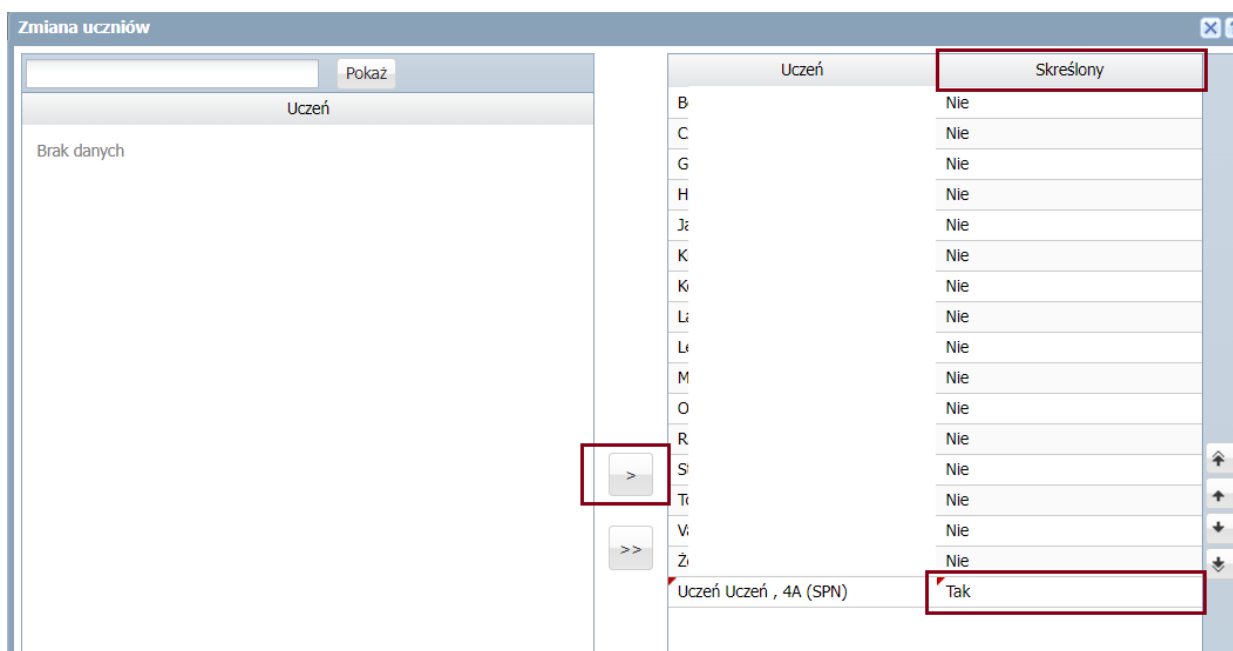 Zmiana uczniów
Pokaż
Uczeń
Brak danych
>
>>
Uczeń Skreślony
Nie
C Nie
G Nie
H Nie
Nie
K Nie
Nie
Nie
Nie
M Nie
O Nie
R Nie
Nie
Nie
Nie
Nie
Uczeń Uczeń , 4A (SPN) Tak